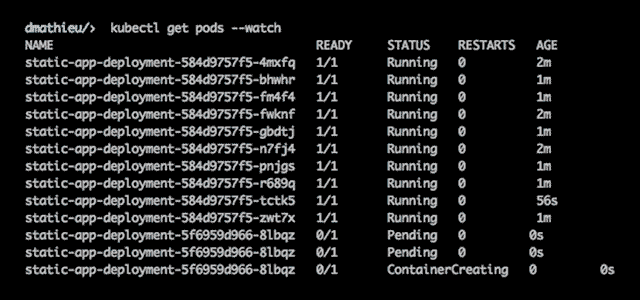 dmathieu/> kubectl get pods --watch
NAME READY STATUS RESTARTS AGE
static-app-deployment-584d9757f5-4mxfq 1/1 Running 0 2m
static-app-deployment-584d9757f5-bhwhr 1/1 Running 0 1m
static-app-deployment-584d9757f5-fm4f4 1/1 Running 0 1m
static-app-deployment-584d9757f5-fwknf 1/1 Running 0 2m
static-app-deployment-584d9757f5-gbdtj 1/1 Running 0 1m
static-app-deployment-584d9757f5-n7fj4 1/1 Running 0 2m
static-app-deployment-584d9757f5-pnjgs 1/1 Running 0 1m
static-app-deployment-584d9757f5-r689q 1/1 Running 0 1m
static-app-deployment-584d9757f5-tctk5 1/1 Running 0 56s
static-app-deployment-584d9757f5-zwt7x 1/1 Running 0 1m
static-app-deployment-5f6959d966-8lbqz 0/1 Pending 0 0s
static-app-deployment-5f6959d966-8lbqz 0/1 Pending 0 0s
static-app-deployment-5f6959d966-8lbqz 0/1 ContainerCreating 0 0s